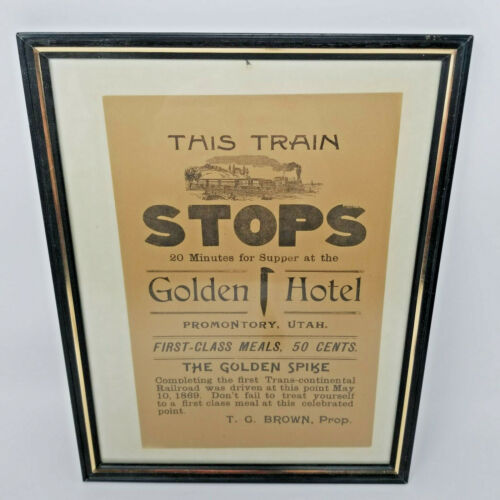 THIS TRAIN
STOPS
20 Minutes for Supper at the
Golden Hotel
PROMONTORY, UTAH.
FIRST-CLASS MEALS, 50 CENTS.
THE GOLDEN SPIKE
Completing the first Trans-continental
Railroad was driven at this point May
10, 1869. Don't fail to treat yourself
to a first class meal at this celebrated
point.
T. G. BROWN, Prop.